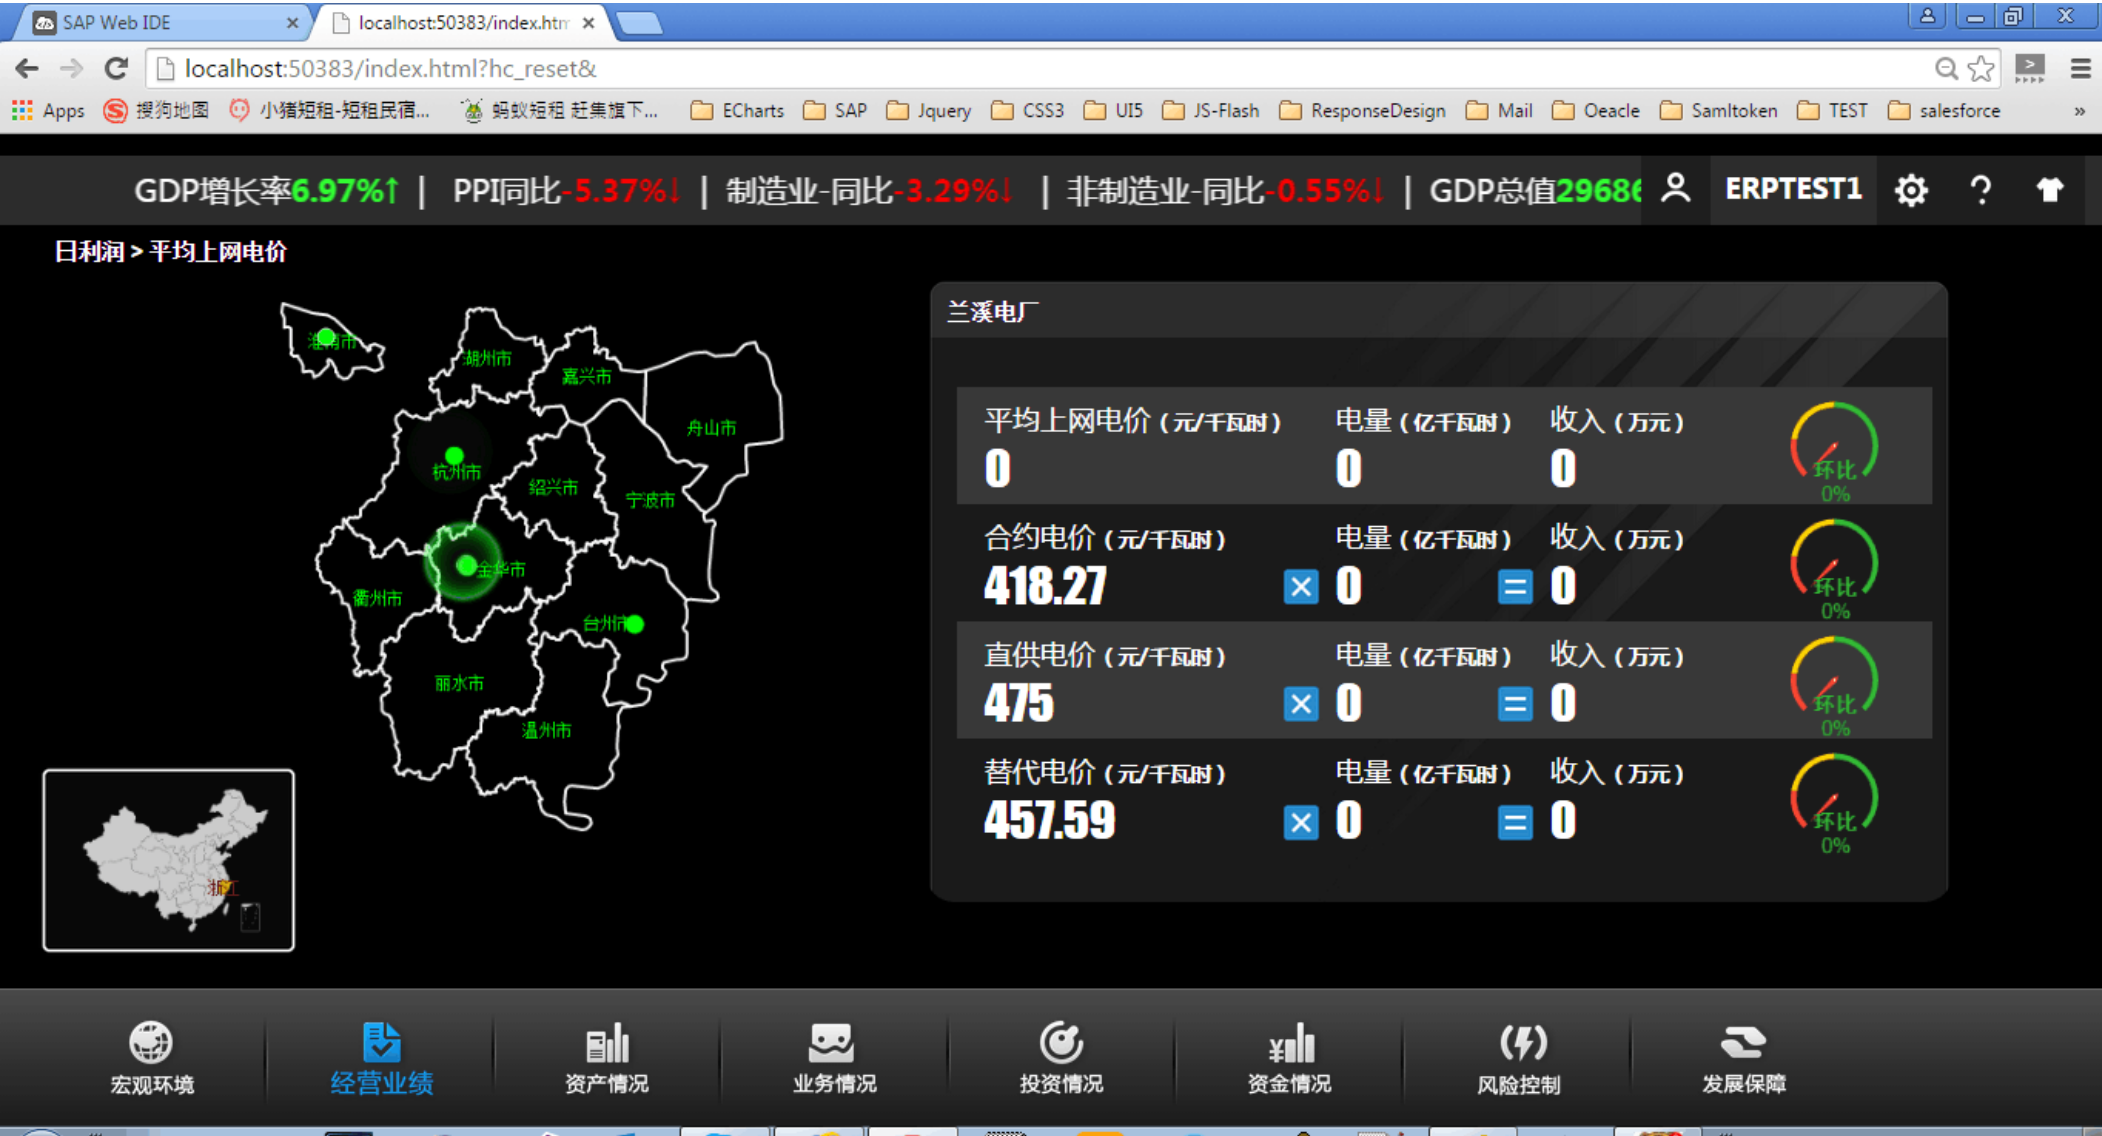 SAP Web IDE
localhost:50383/index.htm
localhost:50383/index.html?hc_reset&
Apps 搜狗地图 小猪短租-短租民宿... 蚂蚁短租 赶集旗下... ECharts SAP Jquery CSS3 UI5 JS-Flash ResponseDesign Mail Oeacle Samltoken TEST salesforce »
GDP增长率6.97%↑ | PPI同比-5.37%↓ | 制造业-同比-3.29%↓ | 非制造业-同比-0.55%↓ | GDP总值29686 ERPTEST1 ?
日利润 > 平均上网电价
淮南市
湖州市
嘉兴市
舟山市
杭州市
绍兴市
宁波市
金华市
衢州市
台州市
丽水市
温州市
浙江
兰溪电厂
平均上网电价 (元/千瓦时) 电量 (亿千瓦时) 收入 (万元)
0 0 0
环比
0%
合约电价 (元/千瓦时) 电量 (亿千瓦时) 收入 (万元)
418.27 × 0 = 0
环比
0%
直供电价 (元/千瓦时) 电量 (亿千瓦时) 收入 (万元)
475 × 0 = 0
环比
0%
替代电价 (元/千瓦时) 电量 (亿千瓦时) 收入 (万元)
457.59 × 0 = 0
环比
0%
宏观环境 经营业绩 资产情况 业务情况 投资情况 资金情况 风险控制 发展保障